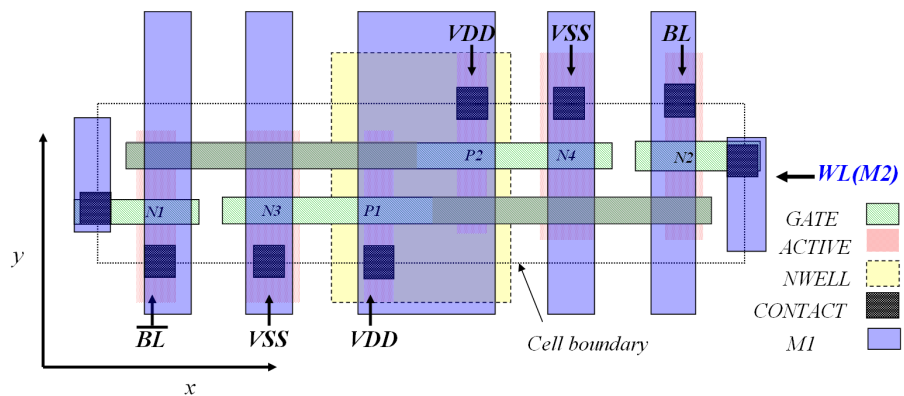 VDD VSS BL
P2 N4 N2
WL(M2)
N1 N3 P1
GATE
ACTIVE
NWELL
CONTACT
M1
y
BL VSS VDD
Cell boundary
x